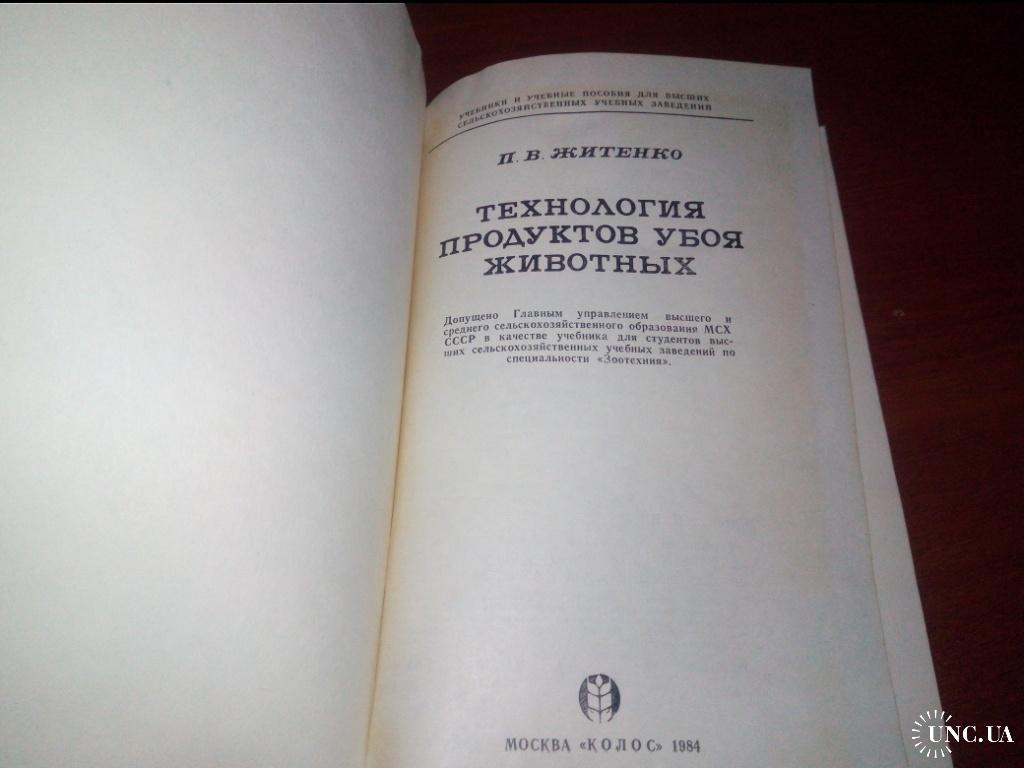 УЧЕБНИКИ И УЧЕБНЫЕ ПОСОБИЯ ДЛЯ ВЫСШИХ
СЕЛЬСКОХОЗЯЙСТВЕННЫХ УЧЕБНЫХ ЗАВЕДЕНИЙ
П. В. ЖИТЕНКО
ТЕХНОЛОГИЯ
ПРОДУКТОВ УБОЯ
ЖИВОТНЫХ
Допущено Главным управлением высшего и
среднего сельскохозяйственного образования МСХ
СССР в качестве учебника для студентов выс-
ших сельскохозяйственных учебных заведений по
специальности «Зоотехния».
МОСКВА «КОЛОС» 1984
UNC.UA